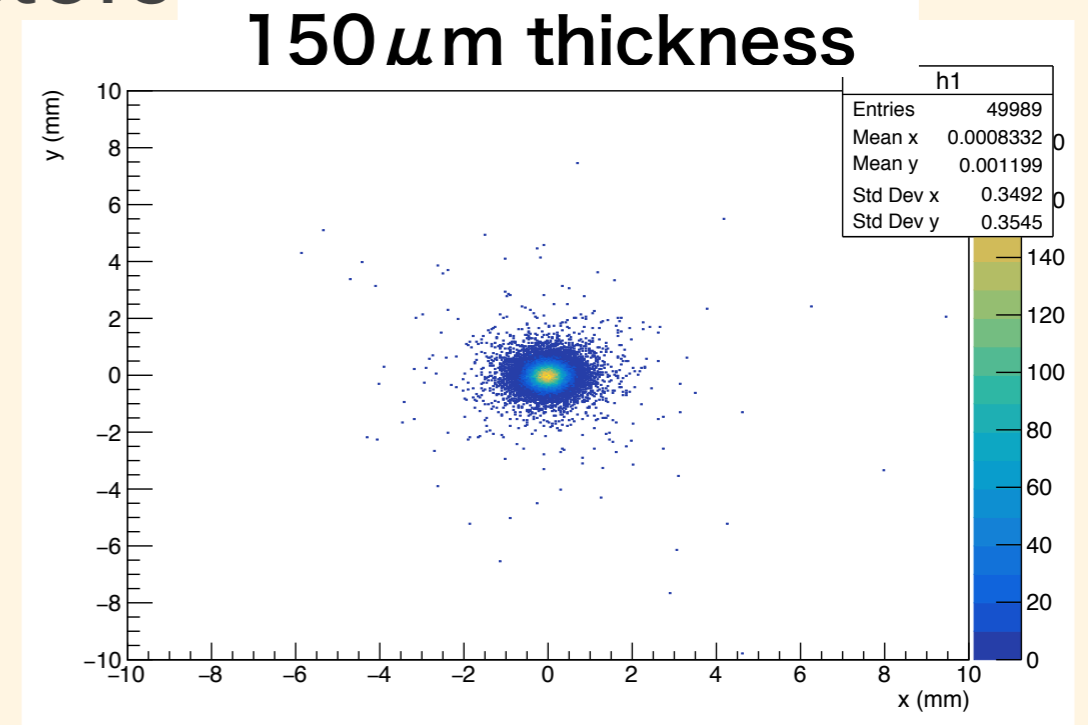 150μm thickness
h1
Entries 49989
Mean x 0.0008332
Mean y 0.001199
Std Dev x 0.3492
Std Dev y 0.3545
y (mm)
10
8
6
4
2
0
−2
−4
−6
−8
−10
0
0
140
120
100
80
60
40
20
0
−10 −8 −6 −4 −2 0 2 4 6 8 10
x (mm)